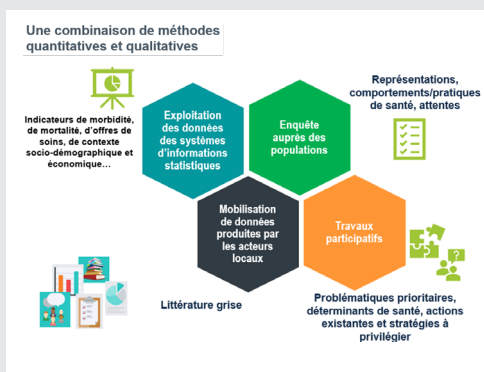 Une combinaison de méthodes
quantitatives et qualitatives
Indicateurs de morbidité,
de mortalité, d'offres de
soins, de contexte
socio-démographique et
économique…
Exploitation
des données
des systèmes
d'informations
statistiques
Enquête
auprès des
populations
Représentations,
comportements/pratiques
de santé, attentes
Mobilisation
de données
produites par
les acteurs
locaux
Travaux
participatifs
Littérature grise
Problématiques prioritaires,
déterminants de santé, actions
existantes et stratégies à
privilégier